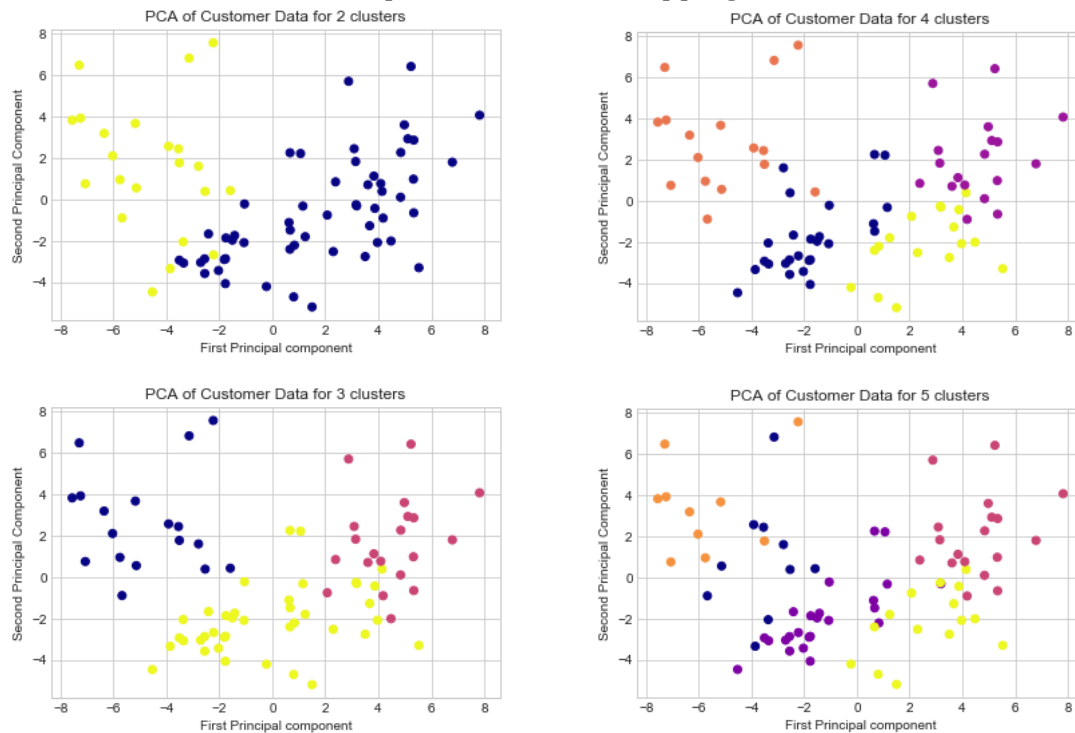 PCA of Customer Data for 2 clusters
8
6
4
2
0
−2
−4
Second Principal Component
−8 −6 −4 −2 0 2 4 6 8
First Principal component
PCA of Customer Data for 4 clusters
8
6
4
2
0
−2
−4
Second Principal Component
−8 −6 −4 −2 0 2 4 6 8
First Principal component
PCA of Customer Data for 3 clusters
8
6
4
2
0
−2
−4
Second Principal Component
−8 −6 −4 −2 0 2 4 6 8
First Principal component
PCA of Customer Data for 5 clusters
8
6
4
2
0
−2
−4
Second Principal Component
−8 −6 −4 −2 0 2 4 6 8
First Principal component